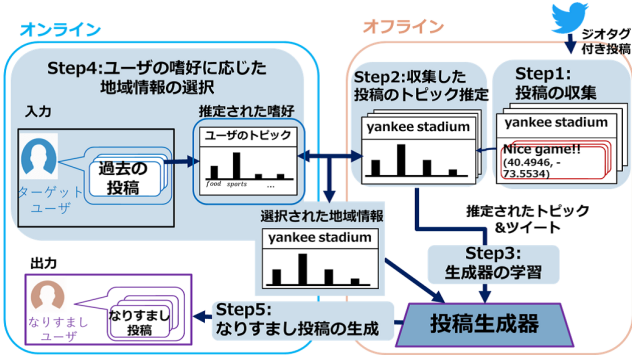 オンライン
オフライン
ジオタグ
付き投稿
Step4:ユーザの嗜好に応じた
地域情報の選択
入力
ターゲット
ユーザ
過去の
投稿
推定された嗜好
ユーザのトピック
food sports ...
Step2:収集した
投稿のトピック推定
yankee stadium
Step1:
投稿の収集
yankee stadium
Nice game!!
(40.4946, -
73.5534)
選択された地域情報
yankee stadium
推定されたトピック
&ツイート
Step3:
生成器の学習
出力
なりすまし
ユーザ
なりすまし
投稿
Step5:
なりすまし投稿の生成
投稿生成器